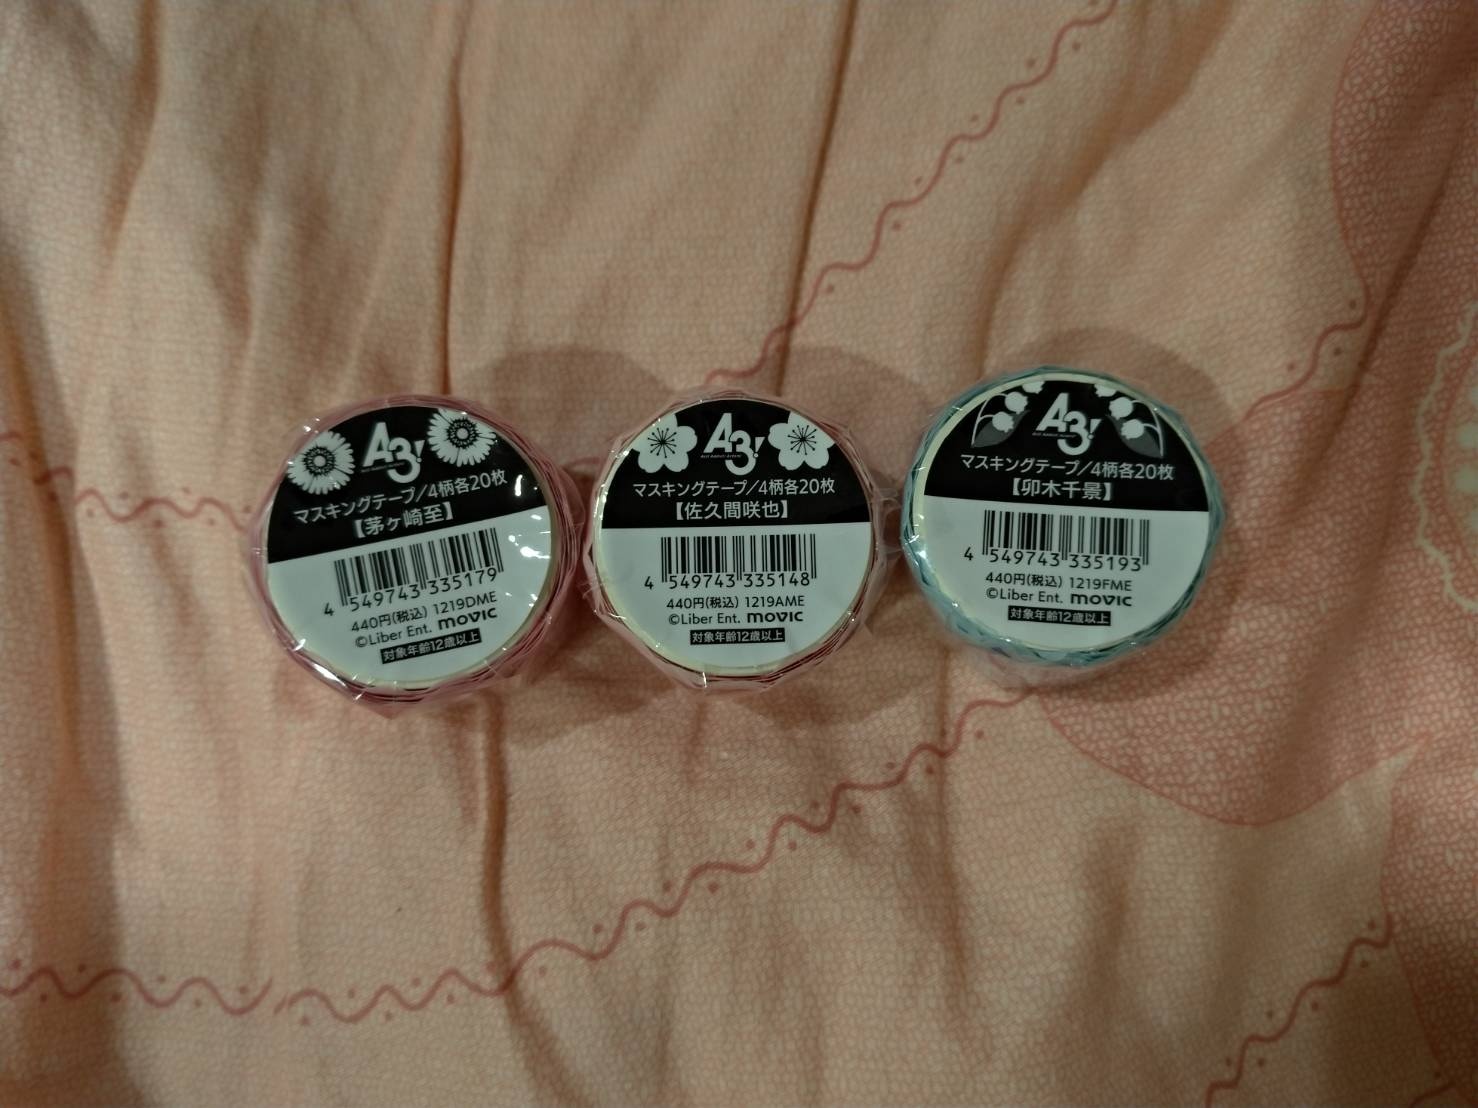 A3!
マスキングテープ/4柄各20枚
【茅ヶ崎至】
4 549743 335179
440円(税込) 1219DME
©Liber Ent. movic
対象年齢12歳以上
A3!
マスキングテープ/4柄各20枚
【佐久間咲也】
4 549743 335148
440円(税込) 1219AME
©Liber Ent. movic
対象年齢12歳以上
A3!
マスキングテープ/4柄各20枚
【卯木千景】
4 549743 335193
440円(税込) 1219FME
©Liber Ent. movic
対象年齢12歳以上